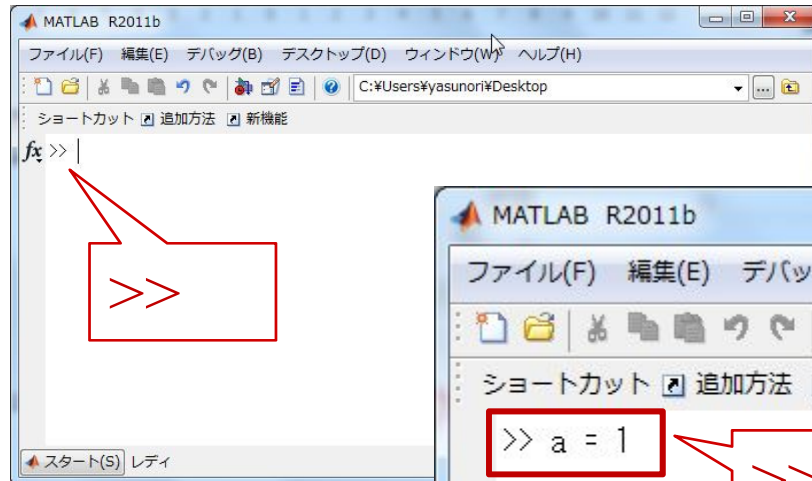 MATLAB R2011b
ファイル(F) 編集(E) デバッグ(B) デスクトップ(D) ウィンドウ(W) ヘルプ(H)
C:¥Users¥yasunori¥Desktop
ショートカット 追加方法 新機能
fx >>
>>
スタート(S) レディ
MATLAB R2011b
ファイル(F) 編集(E) デバッ
ショートカット 追加方法
>> a = 1